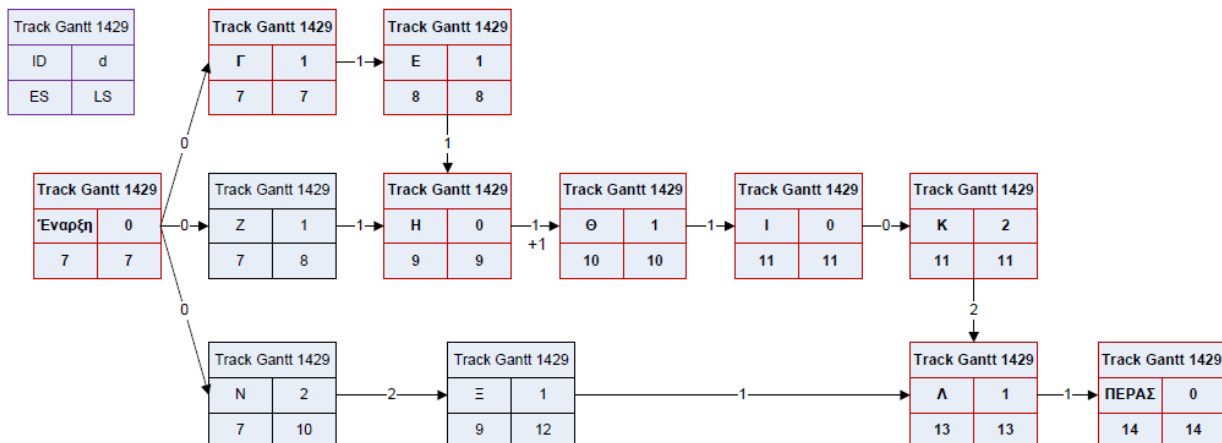 Track Gantt 1429
ID d
ES LS
Track Gantt 1429
Γ 1
7 7
1
Track Gantt 1429
Ε 1
8 8
0
1
Track Gantt 1429
Έναρξη 0
7 7
0
Track Gantt 1429
Ζ 1
7 8
1
Track Gantt 1429
Η 0
9 9
1
+1
Track Gantt 1429
Θ 1
10 10
1
Track Gantt 1429
Ι 0
11 11
0
Track Gantt 1429
Κ 2
11 11
0
2
Track Gantt 1429
Ν 2
7 10
2
Track Gantt 1429
Ξ 1
9 12
1
Track Gantt 1429
Λ 1
13 13
1
Track Gantt 1429
ΠΕΡΑΣ 0
14 14